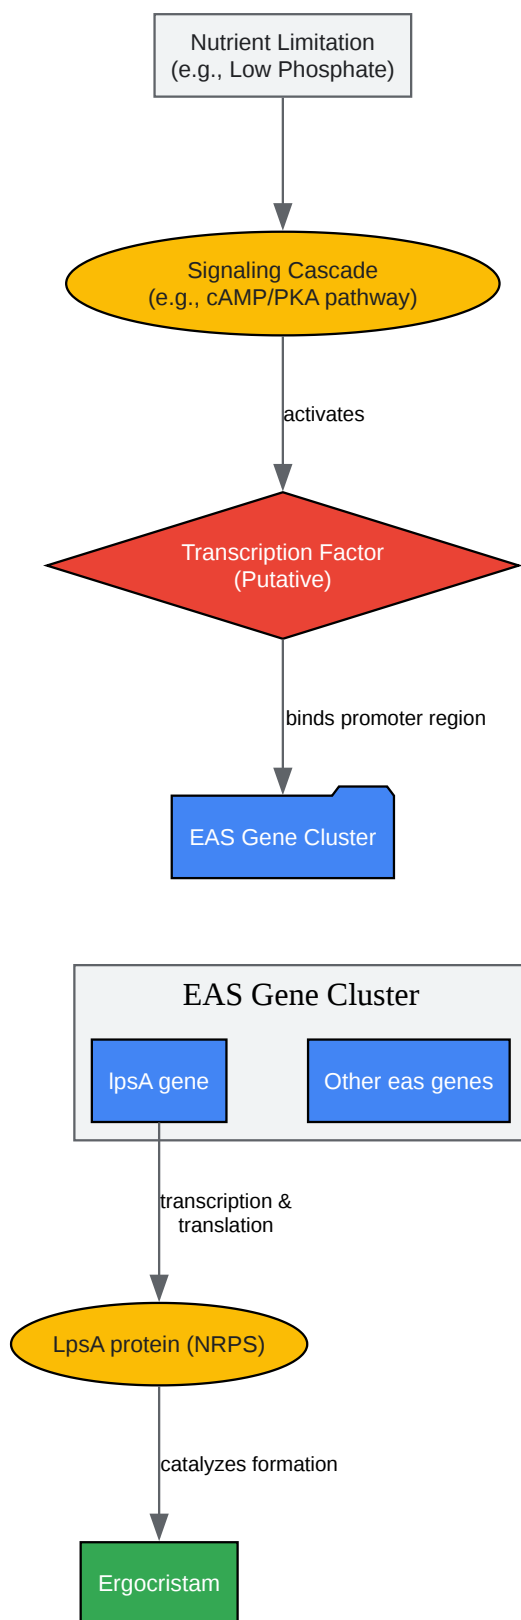 Nutrient Limitation
(e.g., Low Phosphate)
Signaling Cascade
(e.g., cAMP/PKA pathway)
activates
Transcription Factor
(Putative)
binds promoter region
EAS Gene Cluster
EAS Gene Cluster
lpsA gene
Other eas genes
transcription &
translation
LpsA protein (NRPS)
catalyzes formation
Ergocristam